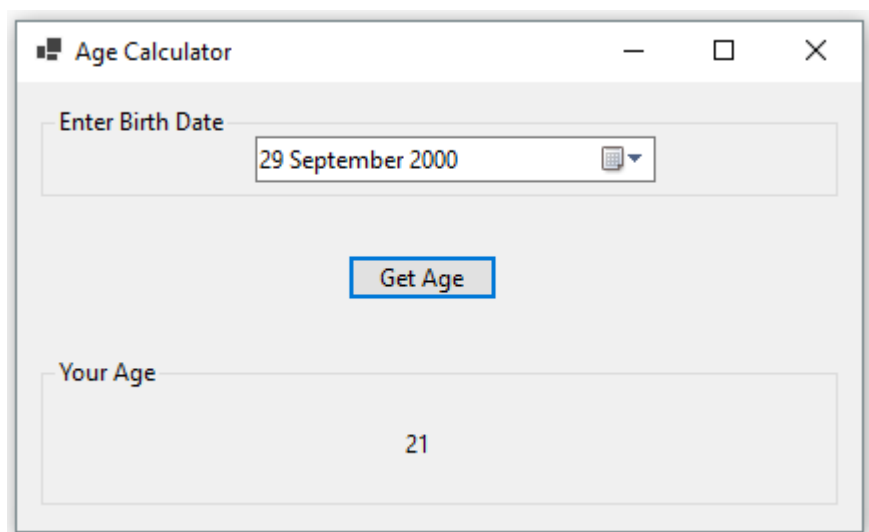 Age Calculator
Enter Birth Date
29 September 2000
Get Age
Your Age
21